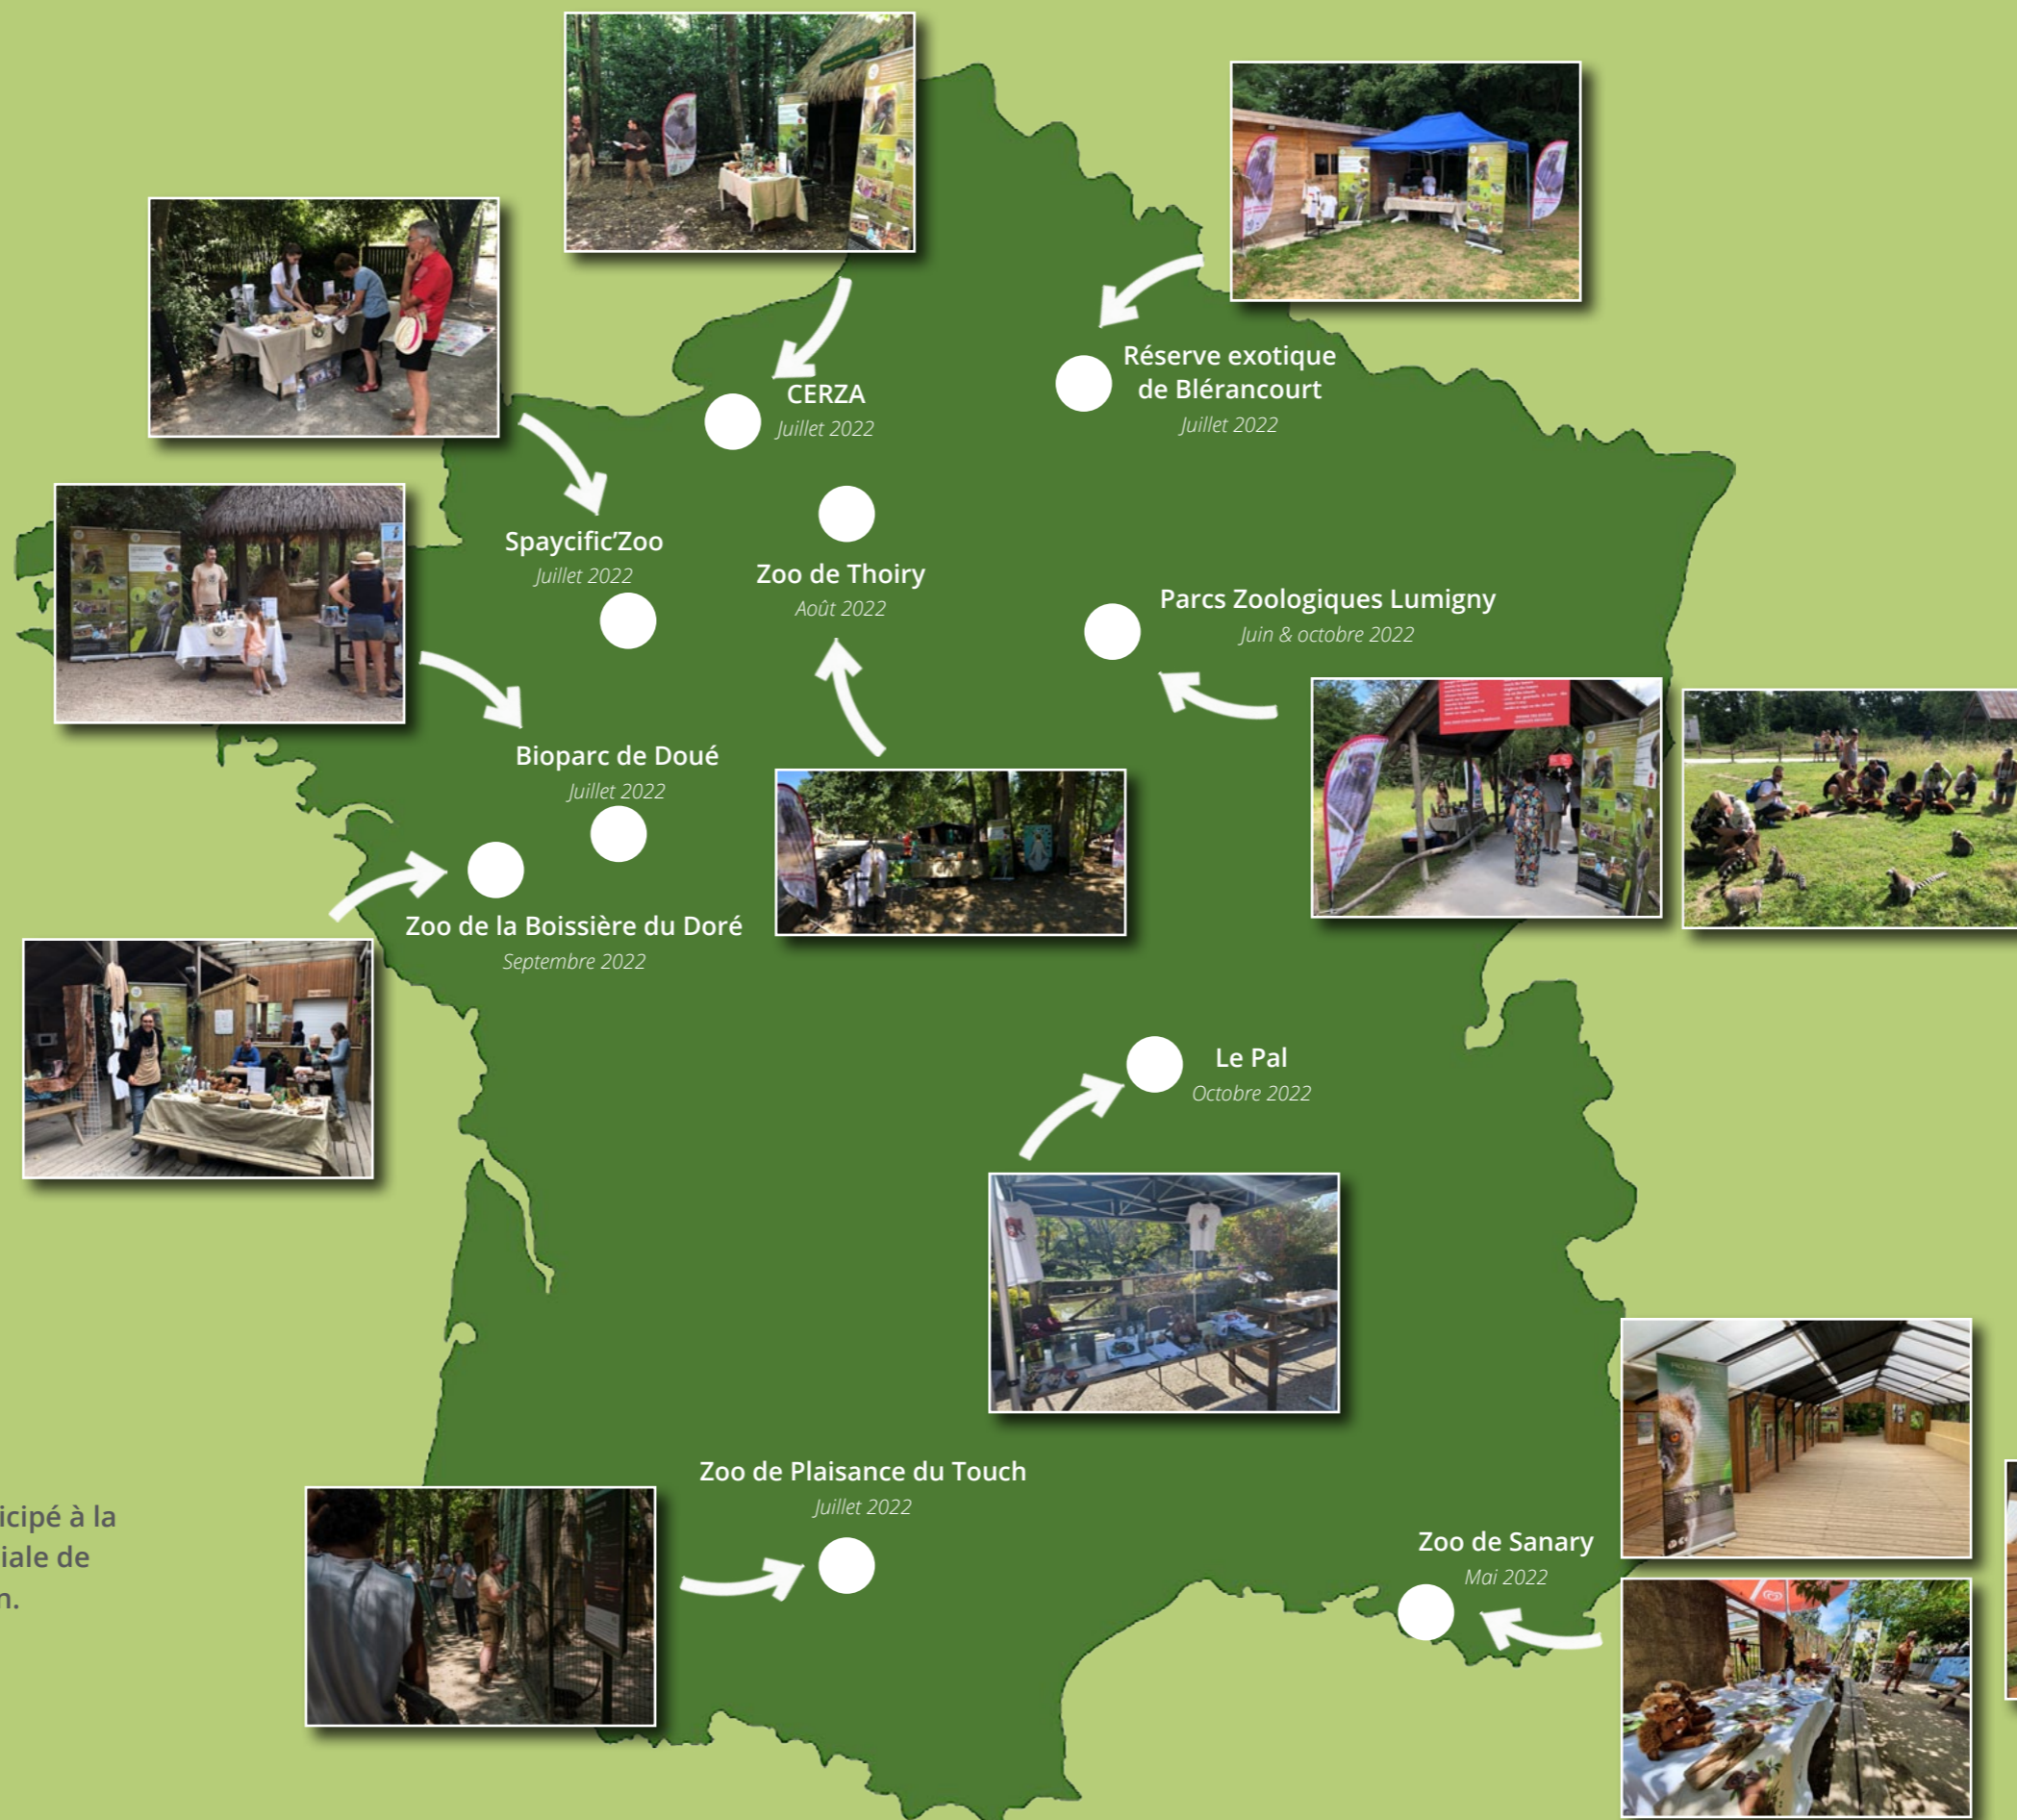 CERZA
Juillet 2022
Réserve exotique
de Blérancourt
Juillet 2022
Spaycific'Zoo
Juillet 2022
Zoo de Thoiry
Août 2022
Parcs Zoologiques Lumigny
Juin & octobre 2022
Bioparc de Doué
Juillet 2022
Zoo de la Boissière du Doré
Septembre 2022
Le Pal
Octobre 2022
Zoo de Plaisance du Touch
Juillet 2022
Zoo de Sanary
Mai 2022
icipé à la
iale de
n.